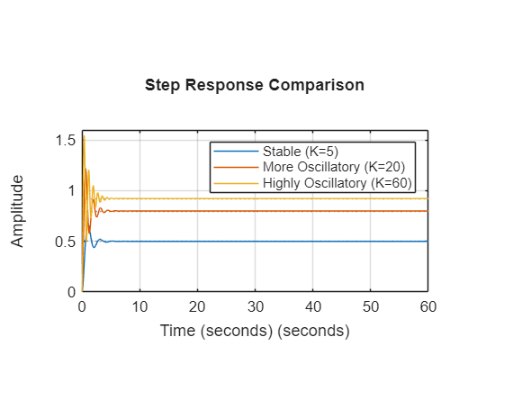 Step Response Comparison
1.5
1
0.5
0
Amplitude
Stable (K=5)
More Oscillatory (K=20)
Highly Oscillatory (K=60)
0 10 20 30 40 50 60
Time (seconds) (seconds)